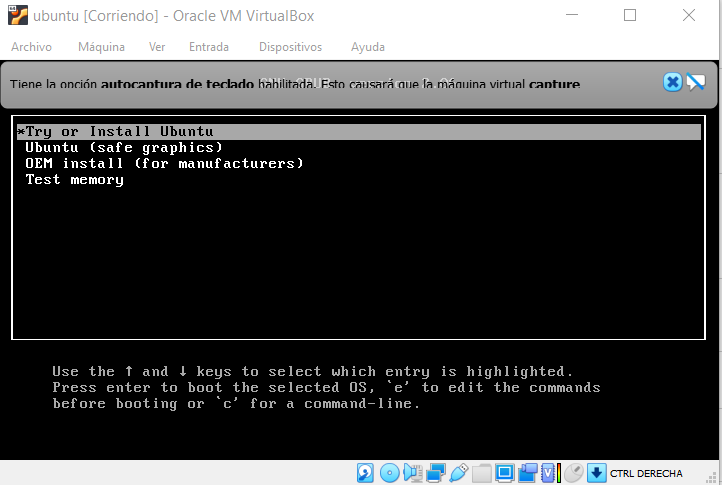 ubuntu [Corriendo] - Oracle VM VirtualBox
Archivo Máquina Ver Entrada Dispositivos Ayuda
Tiene la opción autocaptura de teclado habilitada. Esto causará que la máquina virtual capture
*Try or Install Ubuntu
Ubuntu (safe graphics)
OEM install (for manufacturers)
Test memory
Use the ↑ and ↓ keys to select which entry is highlighted.
Press enter to boot the selected OS, `e' to edit the commands
before booting or `c' for a command-line.
CTRL DERECHA